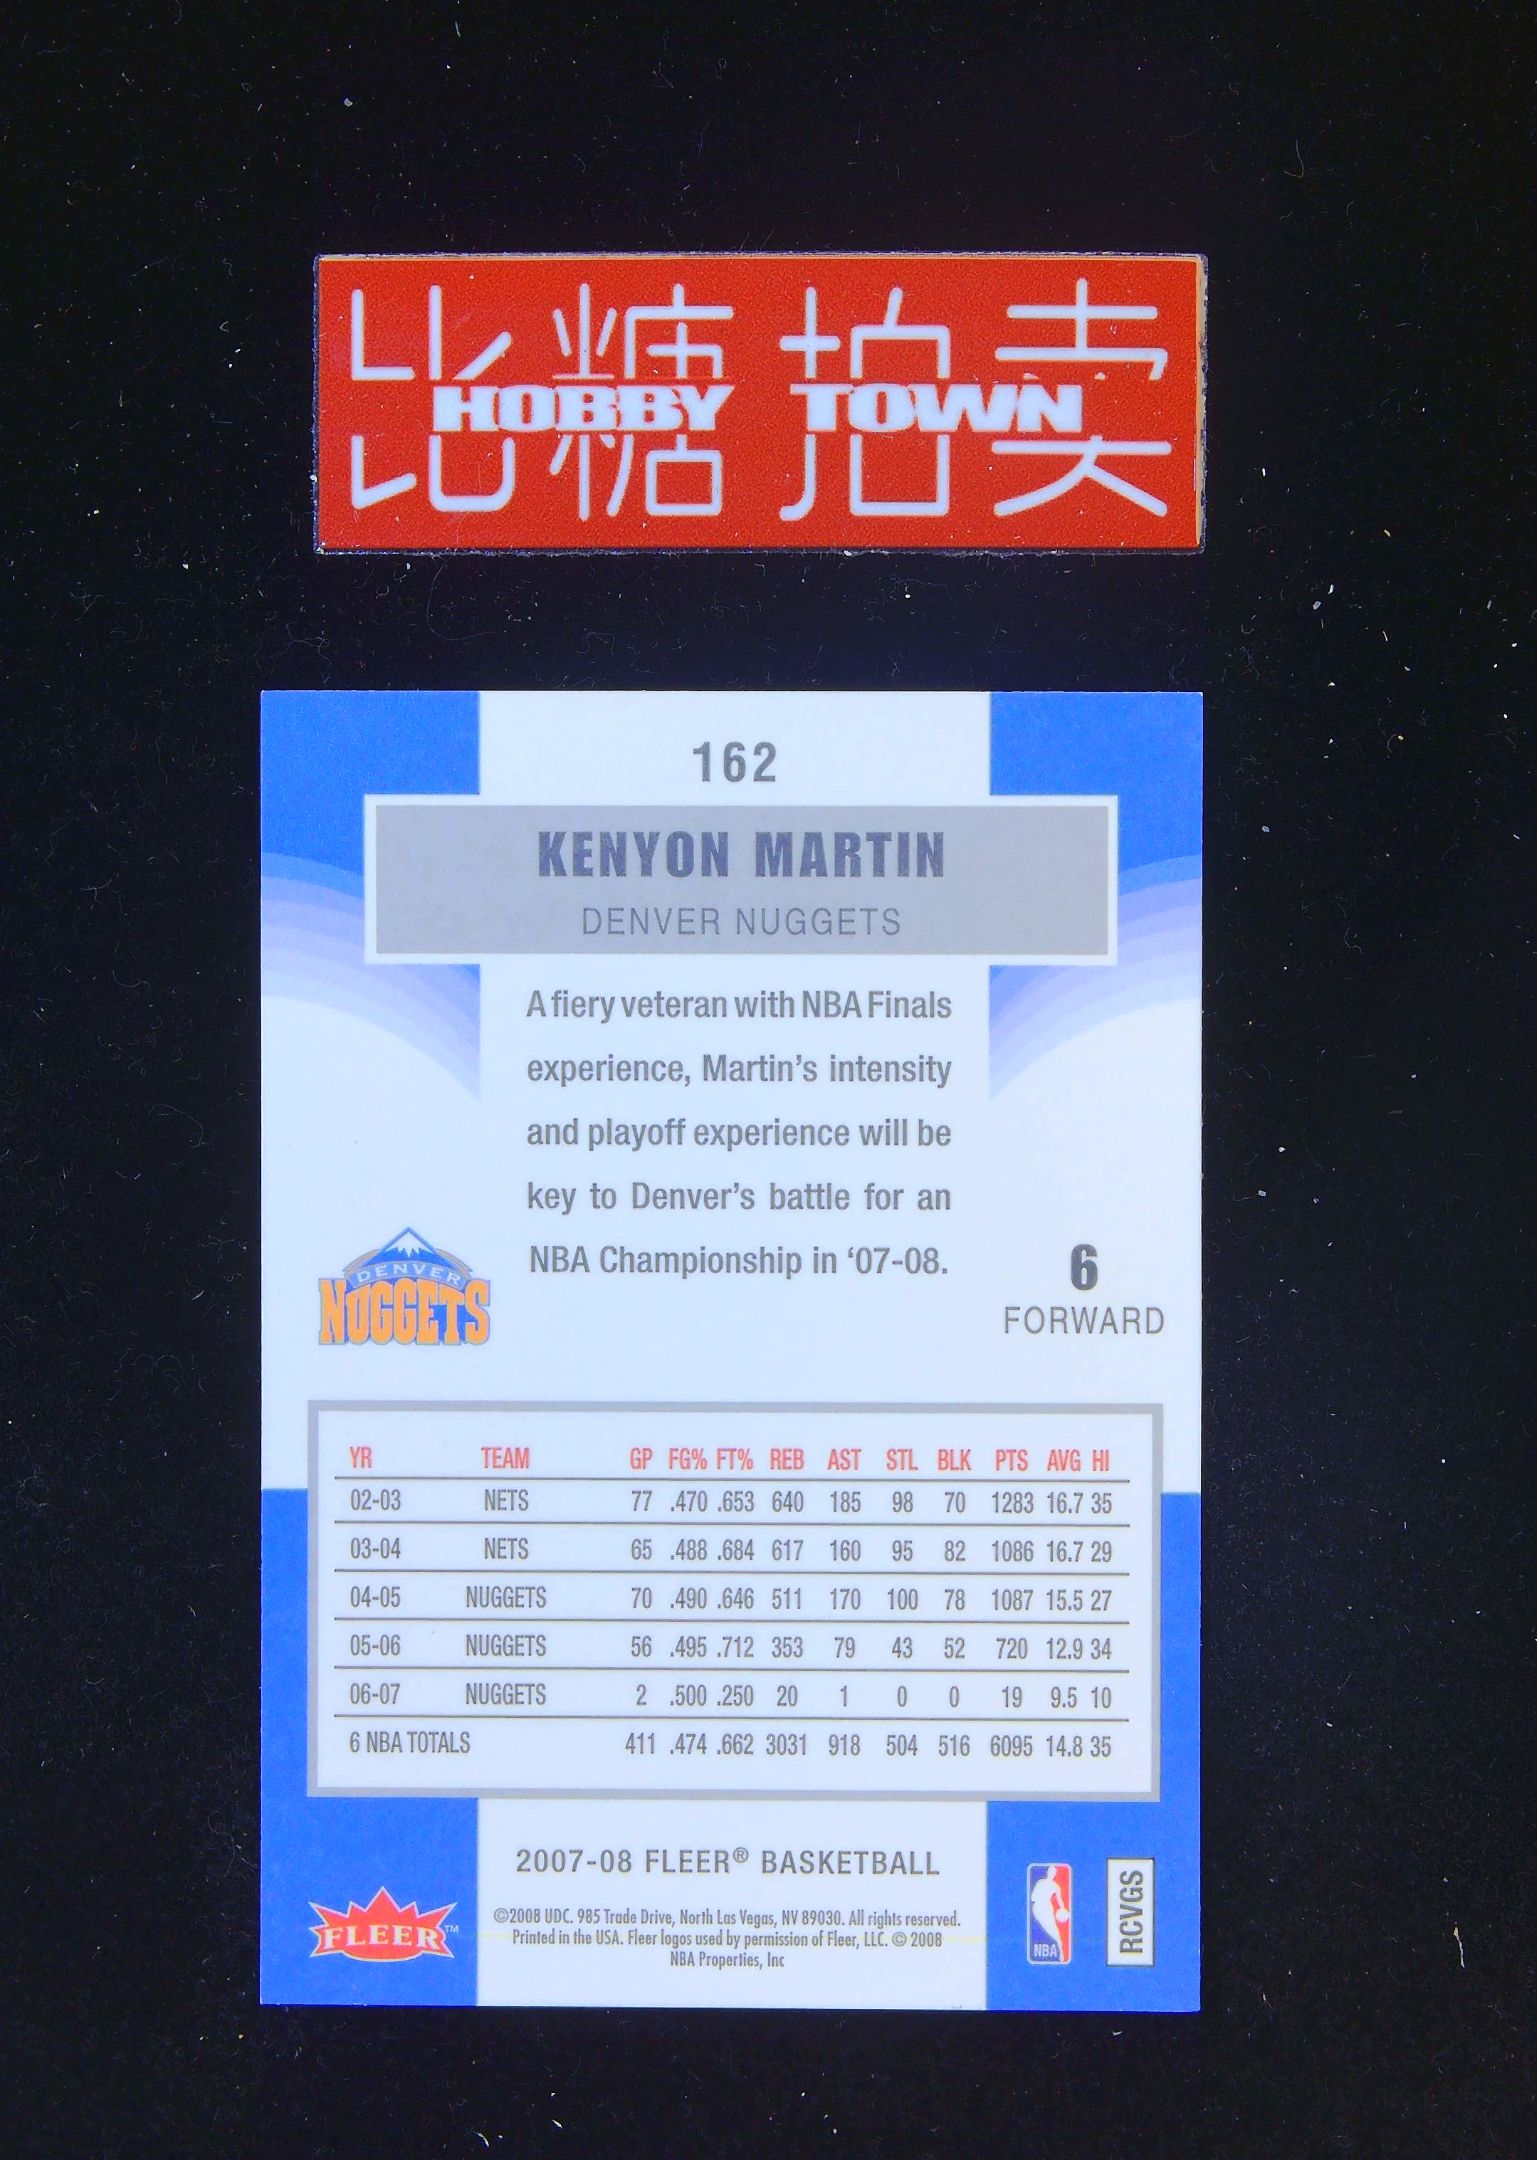 比糖拍卖
HOBBY TOWN
162
KENYON MARTIN
DENVER NUGGETS
A fiery veteran with NBA Finals
experience, Martin's intensity
and playoff experience will be
key to Denver's battle for an
NBA Championship in ‘07-08.
DENVER
NUGGETS
6
FORWARD
YR TEAM GP FG% FT% REB AST STL BLK PTS AVG HI
02-03 NETS 77 .470 .653 640 185 98 70 1283 16.7 35
03-04 NETS 65 .488 .684 617 160 95 82 1086 16.7 29
04-05 NUGGETS 70 .490 .646 511 170 100 78 1087 15.5 27
05-06 NUGGETS 56 .495 .712 353 79 43 52 720 12.9 34
06-07 NUGGETS 2 .500 .250 20 1 0 0 19 9.5 10
6 NBA TOTALS 411 .474 .662 3031 918 504 516 6095 14.8 35
2007-08 FLEER® BASKETBALL
©2008 UDC. 985 Trade Drive, North Las Vegas, NV 89030. All rights reserved.
Printed in the USA. Fleer logos used by permission of Fleer, LLC. © 2008
NBA Properties, Inc
FLEER™
NBA
RCVGS